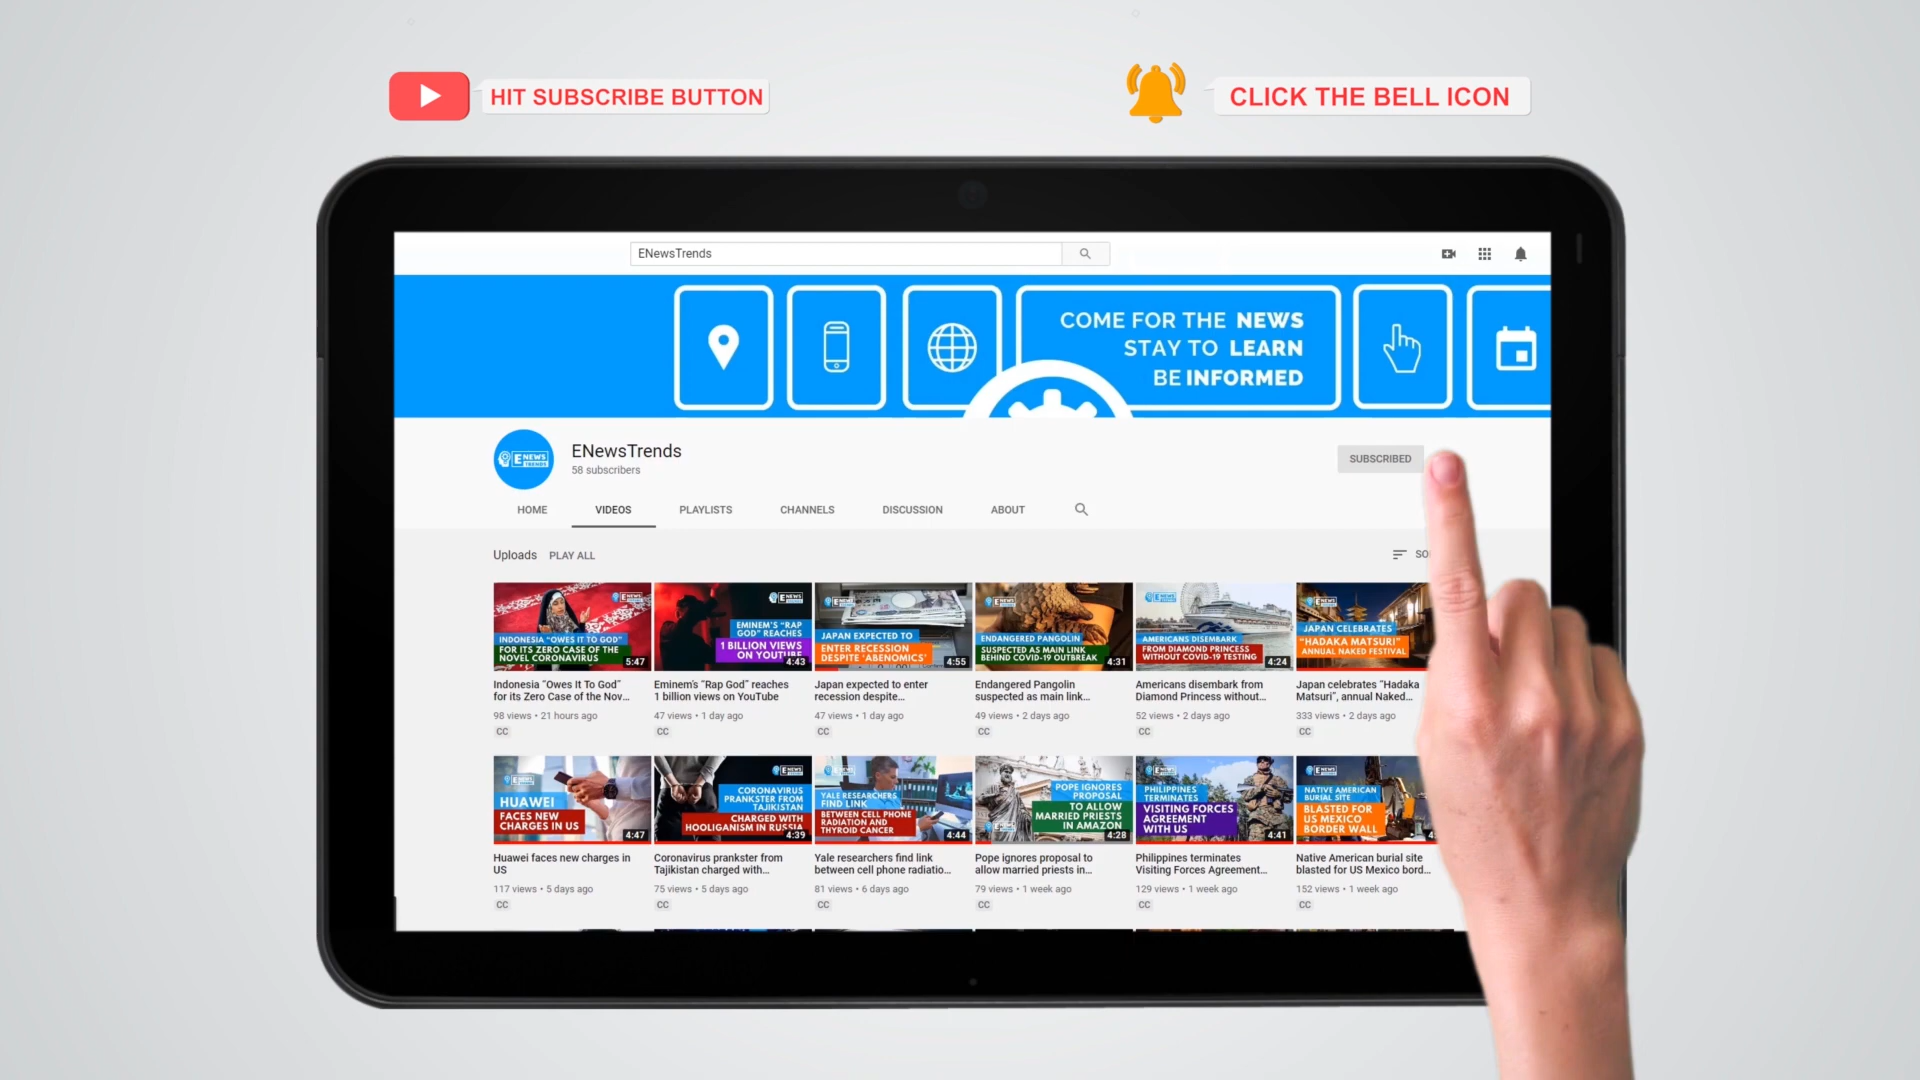 HIT SUBSCRIBE BUTTON
CLICK THE BELL ICON
ENewsTrends
COME FOR THE NEWS
STAY TO LEARN
BE INFORMED
E NEWS
TRENDS
ENewsTrends
58 subscribers
SUBSCRIBED
HOME VIDEOS PLAYLISTS CHANNELS DISCUSSION ABOUT
Uploads PLAY ALL
SO
INDONESIA "OWES IT TO GOD"
FOR ITS ZERO CASE OF THE
NOVEL CORONAVIRUS
5:47
EMINEM'S "RAP
GOD" REACHES
1 BILLION VIEWS
ON YOUTUBE
4:43
JAPAN EXPECTED TO
ENTER RECESSION
DESPITE 'ABENOMICS'
4:55
ENDANGERED PANGOLIN
SUSPECTED AS MAIN LINK
BEHIND COVID-19 OUTBREAK
4:31
AMERICANS DISEMBARK
FROM DIAMOND PRINCESS
WITHOUT COVID-19 TESTING
4:24
JAPAN CELEBRATES
"HADAKA MATSURI"
ANNUAL NAKED FESTIVAL
Indonesia "Owes It To God"
for its Zero Case of the Nov...
98 views • 21 hours ago
CC
Eminem's "Rap God" reaches
1 billion views on YouTube
47 views • 1 day ago
CC
Japan expected to enter
recession despite...
47 views • 1 day ago
CC
Endangered Pangolin
suspected as main link...
49 views • 2 days ago
CC
Americans disembark from
Diamond Princess without...
52 views • 2 days ago
CC
Japan celebrates "Hadaka
Matsuri", annual Naked...
333 views • 2 days ago
CC
HUAWEI
FACES NEW
CHARGES IN US
4:47
CORONAVIRUS
PRANKSTER FROM
TAJIKISTAN
CHARGED WITH
HOOLIGANISM IN RUSSIA
4:39
YALE RESEARCHERS
FIND LINK
BETWEEN CELL PHONE
RADIATION AND
THYROID CANCER
4:44
POPE IGNORES
PROPOSAL
TO ALLOW
MARRIED PRIESTS
IN AMAZON
4:28
PHILIPPINES
TERMINATES
VISITING FORCES
AGREEMENT
WITH US
4:41
NATIVE AMERICAN
BURIAL SITE
BLASTED FOR
US MEXICO
BORDER WALL
Huawei faces new charges in
US
117 views • 5 days ago
CC
Coronavirus prankster from
Tajikistan charged with...
75 views • 5 days ago
CC
Yale researchers find link
between cell phone radiatio...
81 views • 6 days ago
CC
Pope ignores proposal to
allow married priests in...
79 views • 1 week ago
CC
Philippines terminates
Visiting Forces Agreement...
129 views • 1 week ago
CC
Native American burial site
blasted for US Mexico bord...
152 views • 1 week ago
CC